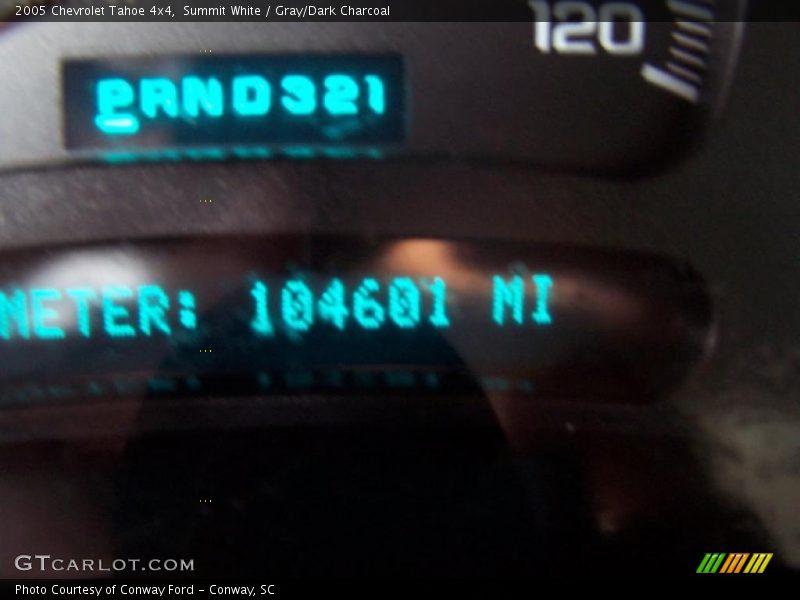 2005 Chevrolet Tahoe 4x4, Summit White / Gray/Dark Charcoal
120
PRND321
METER: 104601 MI
GTCARLOT.COM
Photo Courtesy of Conway Ford - Conway, SC